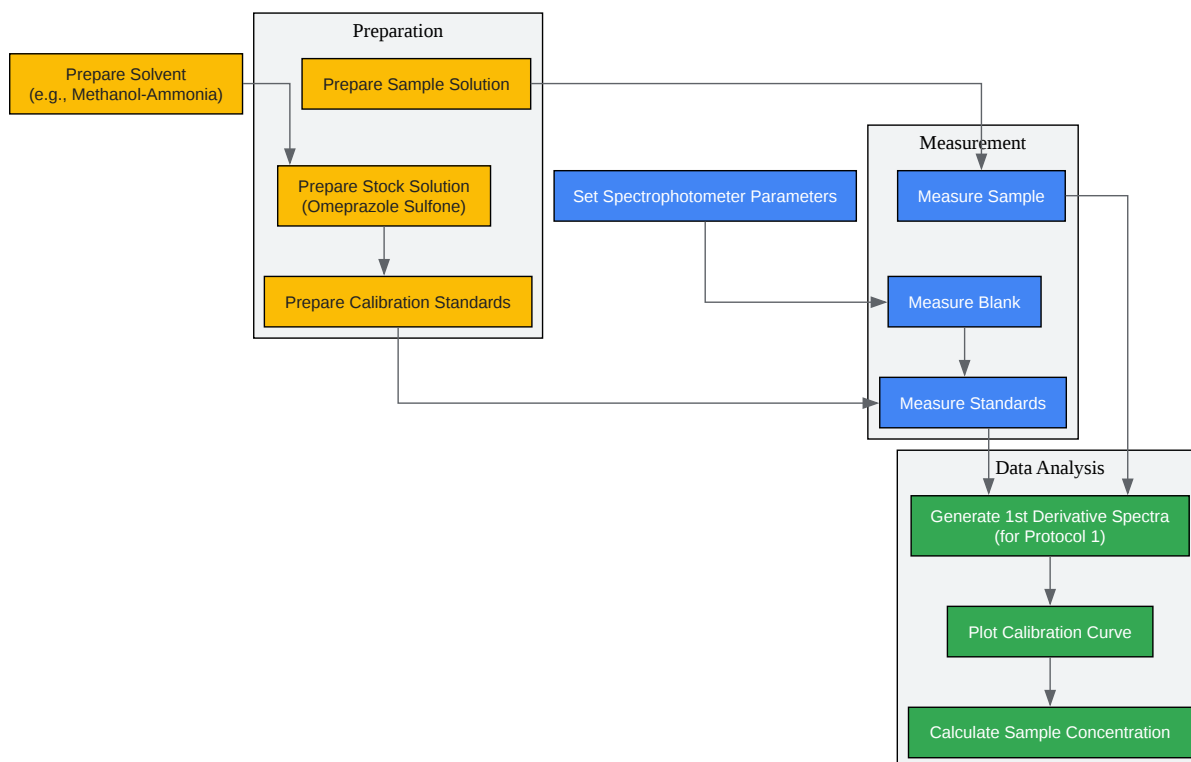 Preparation
Prepare Solvent
(e.g., Methanol-Ammonia)
Prepare Sample Solution
Measurement
Prepare Stock Solution
(Omeprazole Sulfone)
Set Spectrophotometer Parameters
Measure Sample
Prepare Calibration Standards
Measure Blank
Measure Standards
Data Analysis
Generate 1st Derivative Spectra
(for Protocol 1)
Plot Calibration Curve
Calculate Sample Concentration